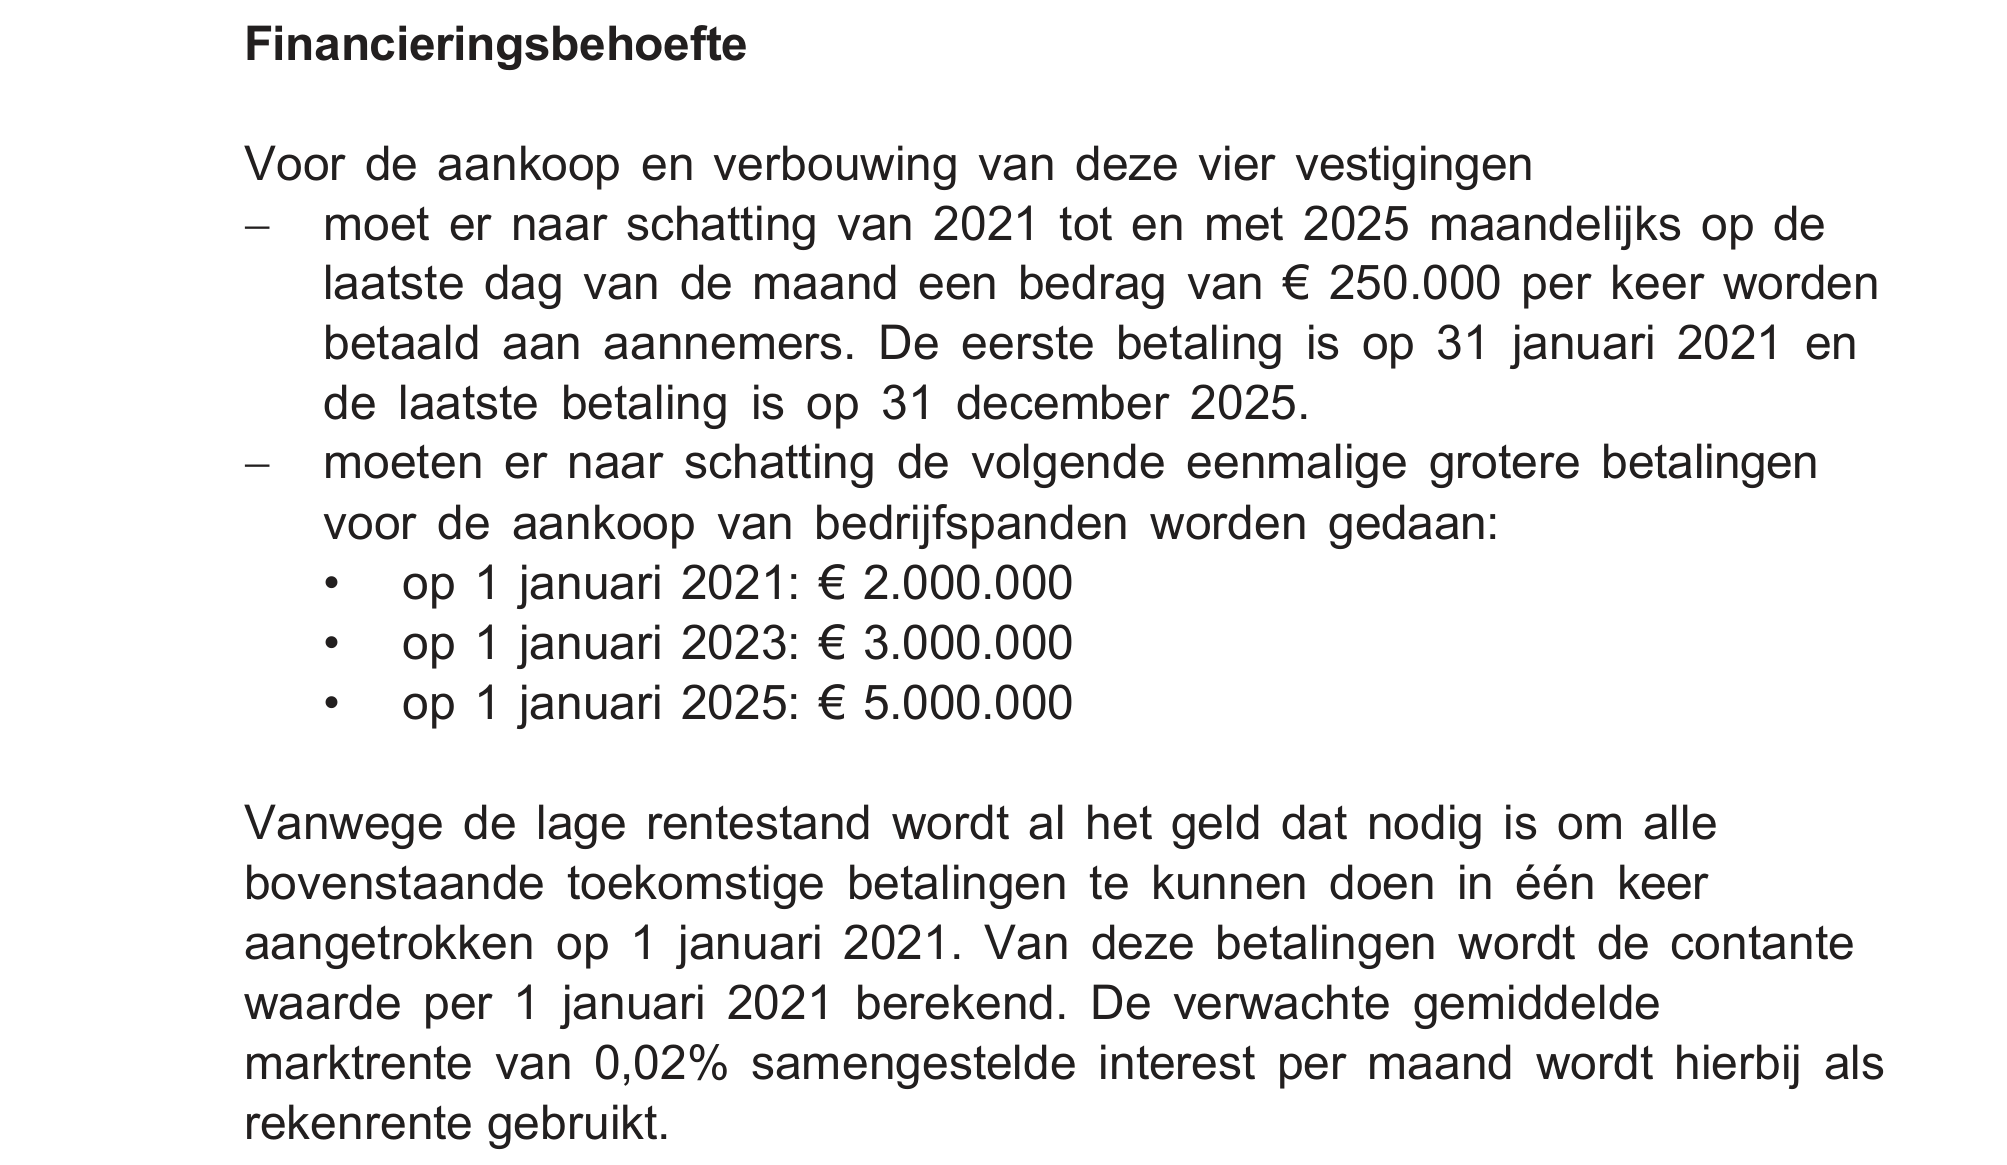 Financieringsbehoefte
Voor de aankoop en verbouwing van deze vier vestigingen
– moet er naar schatting van 2021 tot en met 2025 maandelijks op de
laatste dag van de maand een bedrag van € 250.000 per keer worden
betaald aan aannemers. De eerste betaling is op 31 januari 2021 en
de laatste betaling is op 31 december 2025.
– moeten er naar schatting de volgende eenmalige grotere betalingen
voor de aankoop van bedrijfspanden worden gedaan:
• op 1 januari 2021: € 2.000.000
• op 1 januari 2023: € 3.000.000
• op 1 januari 2025: € 5.000.000
Vanwege de lage rentestand wordt al het geld dat nodig is om alle
bovenstaande toekomstige betalingen te kunnen doen in één keer
aangetrokken op 1 januari 2021. Van deze betalingen wordt de contante
waarde per 1 januari 2021 berekend. De verwachte gemiddelde
marktrente van 0,02% samengestelde interest per maand wordt hierbij als
rekenrente gebruikt.